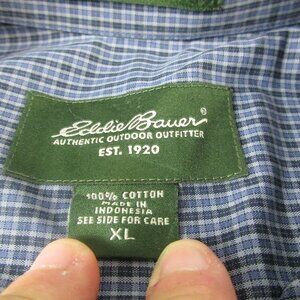 Eddie Bauer®
AUTHENTIC OUTDOOR OUTFITTER
EST. 1920
100% COTTON
MADE IN
INDONESIA
SEE SIDE FOR CARE
XL